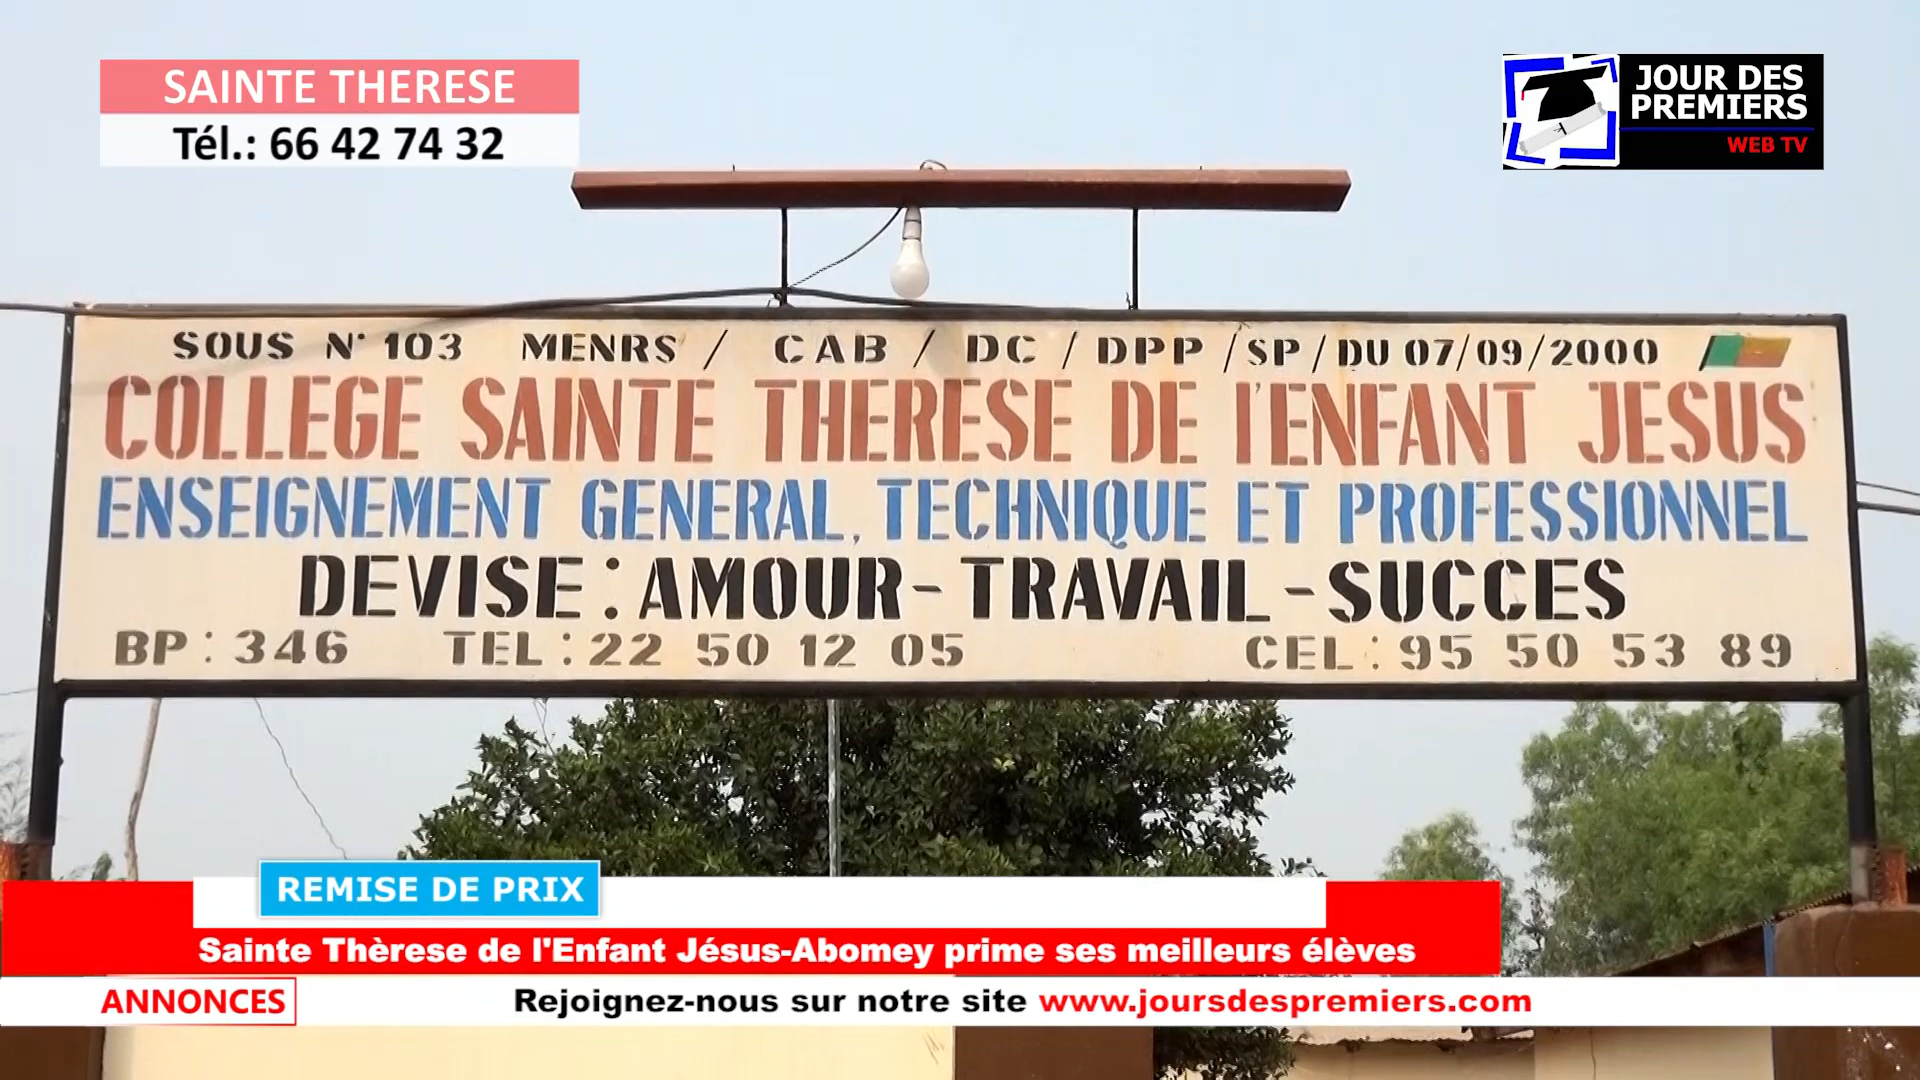 SAINTE THERESE
Tél.: 66 42 74 32
JOUR DES
PREMIERS
WEB TV
SOUS N° 103 MENRS / CAB / DC / DPP / SP / DU 07/09/2000
COLLEGE SAINTE THERESE DE l'ENFANT JESUS
ENSEIGNEMENT GENERAL, TECHNIQUE ET PROFESSIONNEL
DEVISE : AMOUR - TRAVAIL - SUCCES
BP : 346 TEL : 22 50 12 05 CEL : 95 50 53 89
REMISE DE PRIX
Sainte Thèrese de l'Enfant Jésus-Abomey prime ses meilleurs élèves
ANNONCES Rejoignez-nous sur notre site www.joursdespremiers.com